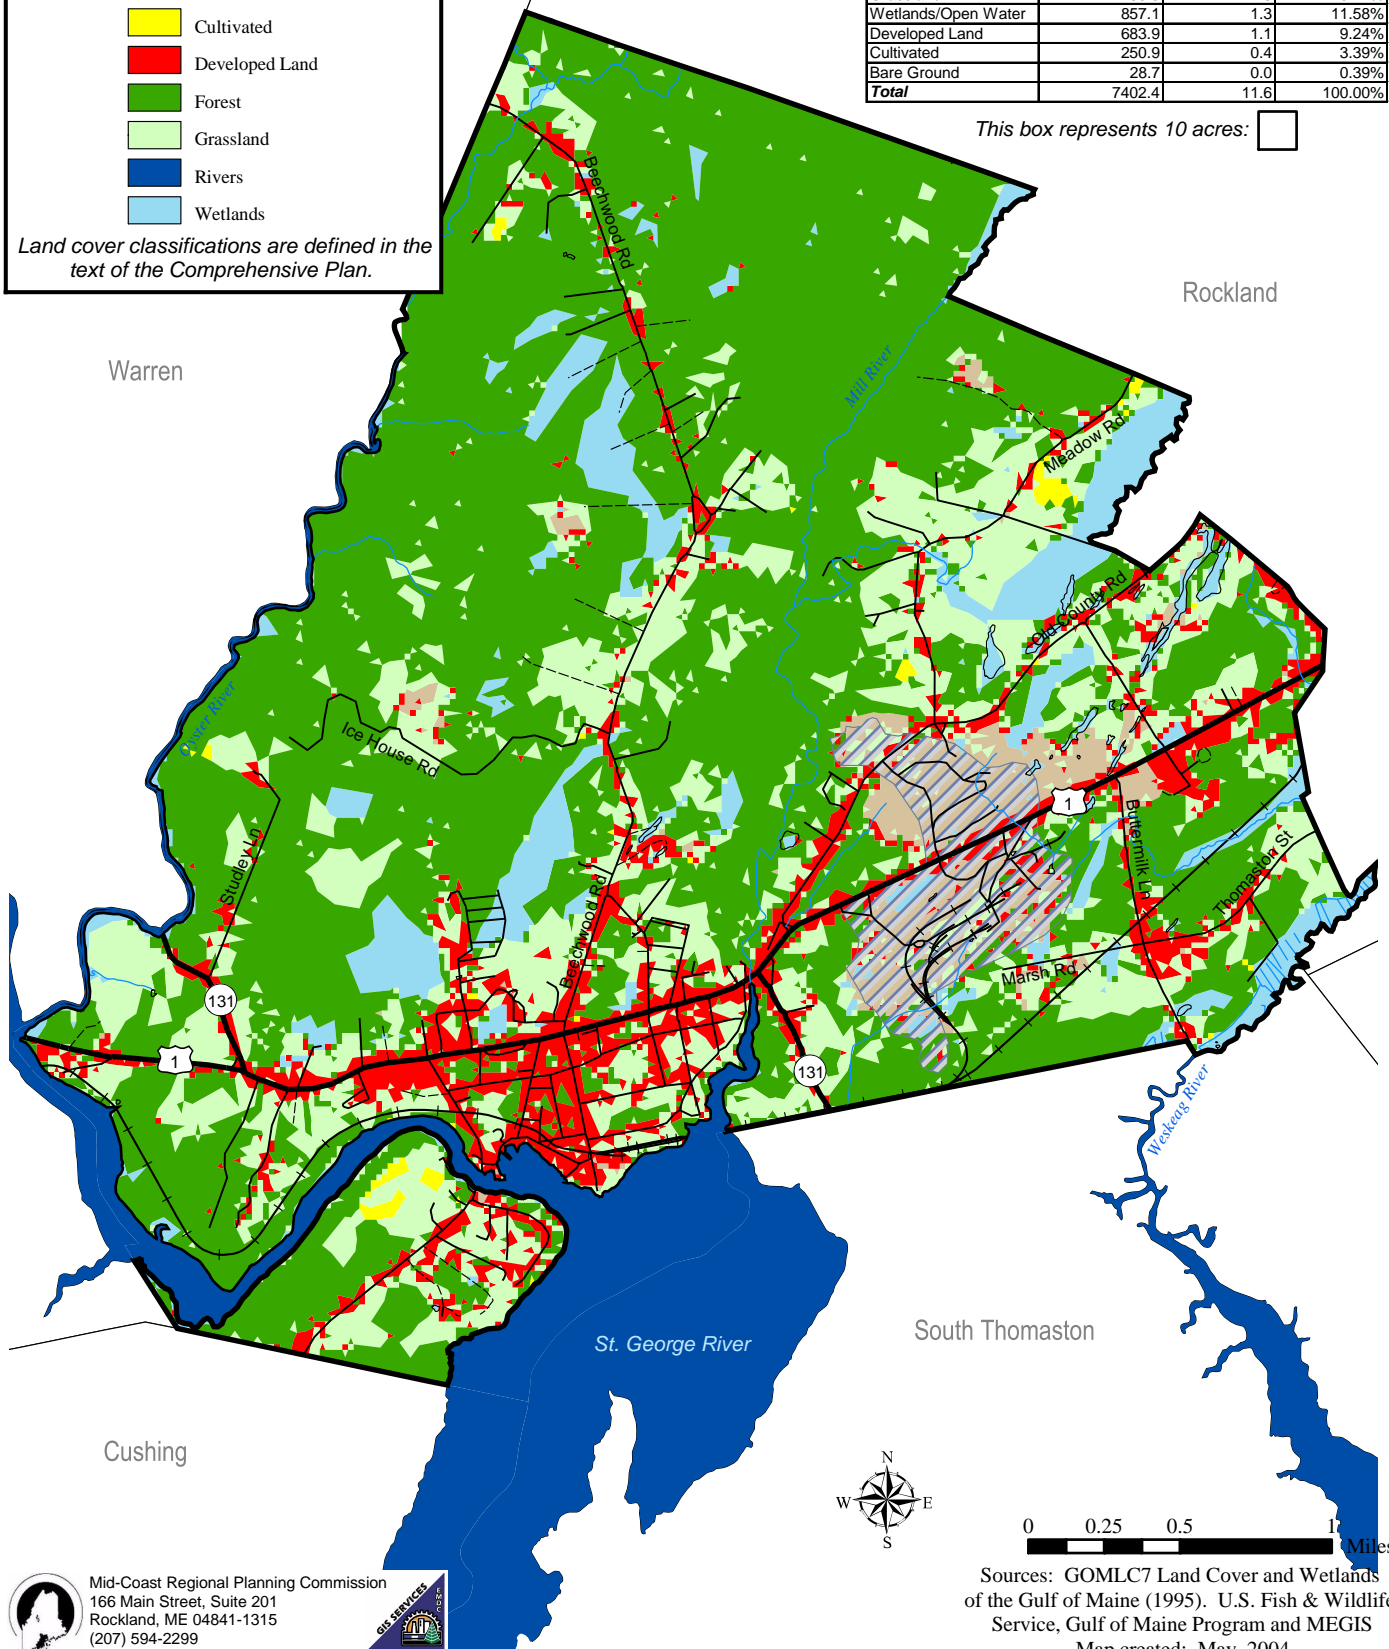 Cultivated
Developed Land
Forest
Grassland
Rivers
Wetlands
Land cover classifications are defined in the
text of the Comprehensive Plan.
Wetlands/Open Water 857.1 1.3 11.58%
Developed Land 683.9 1.1 9.24%
Cultivated 250.9 0.4 3.39%
Bare Ground 28.7 0.0 0.39%
Total 7402.4 11.6 100.00%
This box represents 10 acres:
Beechwood Rd
Rockland
Warren
Mill River
Meadow Rd
Old County Rd
Oyster River
Ice House Rd
1
Buttermilk Ln
Studley Ln
Thomaston St
Beechwood Rd
Marsh Rd
131
1
131
Weskeag River
St. George River
South Thomaston
Cushing
N
W E
S
0 0.25 0.5 1
Miles
Mid-Coast Regional Planning Commission
166 Main Street, Suite 201
Rockland, ME 04841-1315
(207) 594-2299
GIS SERVICES
EMDC
Sources: GOMLC7 Land Cover and Wetlands
of the Gulf of Maine (1995). U.S. Fish & Wildlife
Service, Gulf of Maine Program and MEGIS
Map created: May, 2004